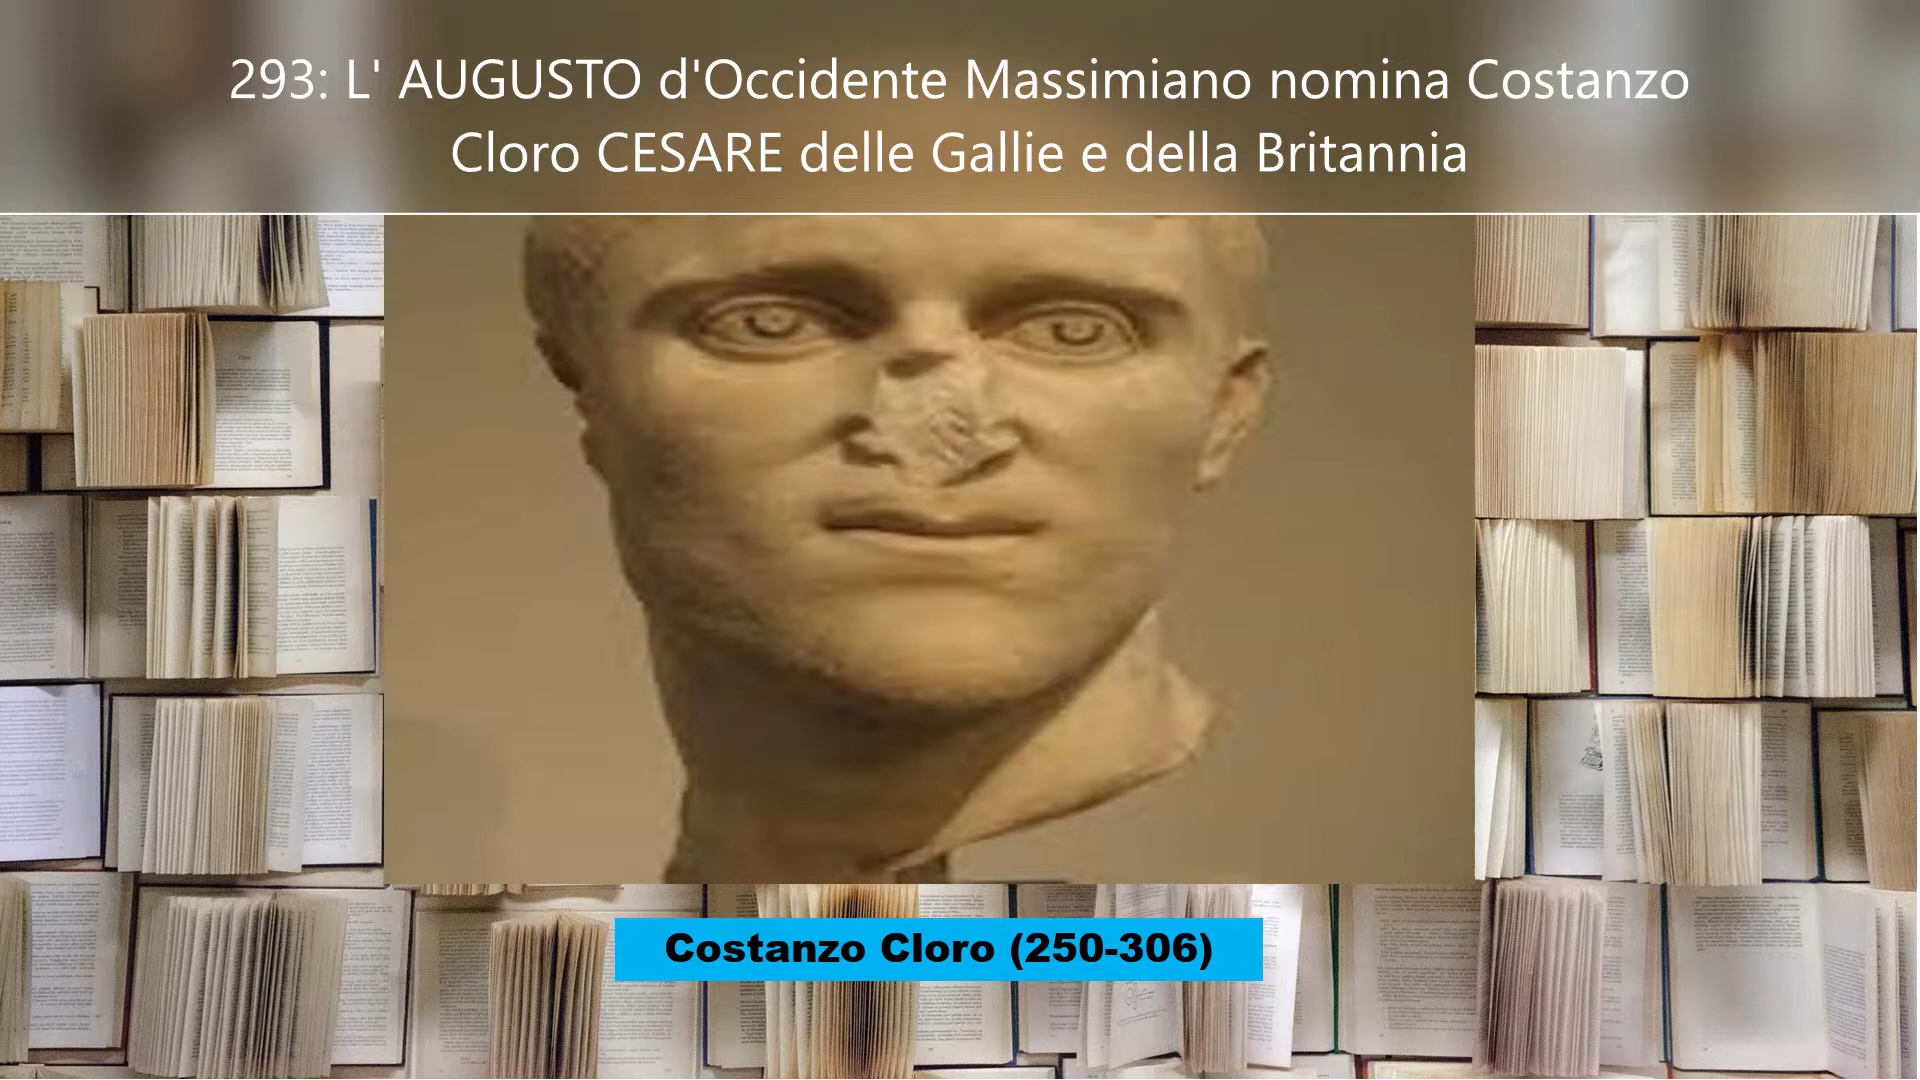 293: L' AUGUSTO d'Occidente Massimiano nomina Costanzo
Cloro CESARE delle Gallie e della Britannia
Costanzo Cloro (250-306)